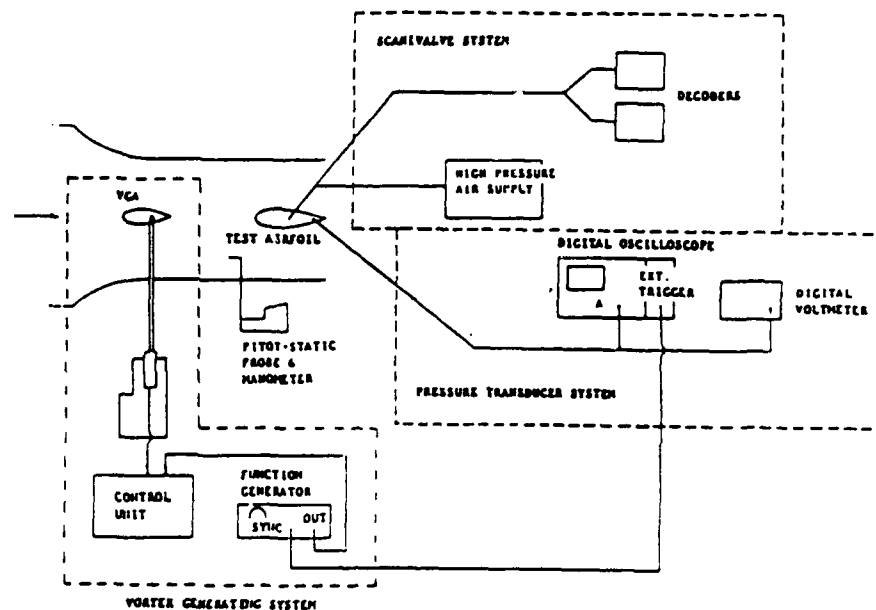 SCANIVALVE SYSTEM
DECODERS
HIGH PRESSURE
AIR SUPPLY
VGA
TEST AIRFOIL
DIGITAL OSCILLOSCOPE
EXT.
TRIGGER
A
DIGITAL
VOLTMETER
PITOT-STATIC
PROBE &
MANOMETER
PRESSURE TRANSDUCER SYSTEM
FUNCTION
GENERATOR
CONTROL
UNIT
OUT
SYNC
VORTEX GENERATING SYSTEM